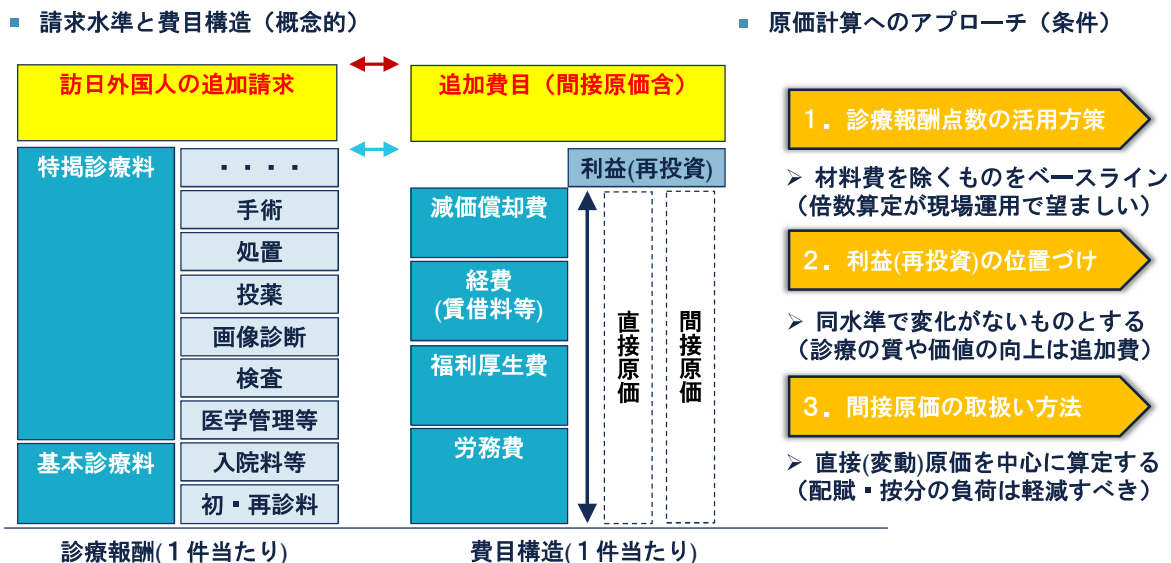 ▪ 請求水準と費目構造（概念的）
訪日外国人の追加請求
特掲診療料
・・・・
手術
処置
投薬
画像診断
検査
医学管理等
基本診療料
入院料等
初・再診料
診療報酬(１件当たり)
追加費目（間接原価含）
利益(再投資)
減価償却費
経費
(賃借料等)
福利厚生費
労務費
直接原価
間接原価
費目構造(１件当たり)
▪ 原価計算へのアプローチ（条件）
１．診療報酬点数の活用方策
➢ 材料費を除くものをベースライン
（倍数算定が現場運用で望ましい）
２．利益(再投資)の位置づけ
➢ 同水準で変化がないものとする
（診療の質や価値の向上は追加費）
３．間接原価の取扱い方法
➢ 直接(変動)原価を中心に算定する
（配賦・按分の負荷は軽減すべき）